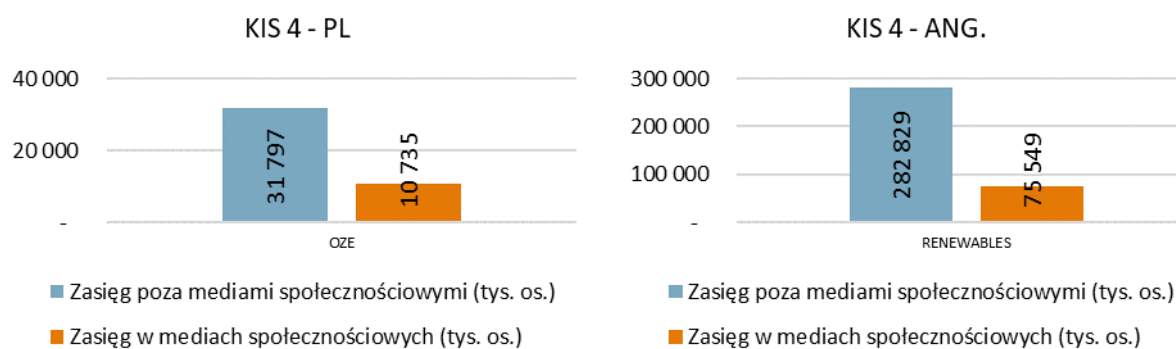 KIS 4 - PL
40 000
20 000
-
31 797
10 735
OZE
Zasięg poza mediami społecznościowymi (tys. os.)
Zasięg w mediach społecznościowych (tys. os.)
KIS 4 - ANG.
300 000
200 000
100 000
-
282 829
75 549
RENEWABLES
Zasięg poza mediami społecznościowymi (tys. os.)
Zasięg w mediach społecznościowych (tys. os.)